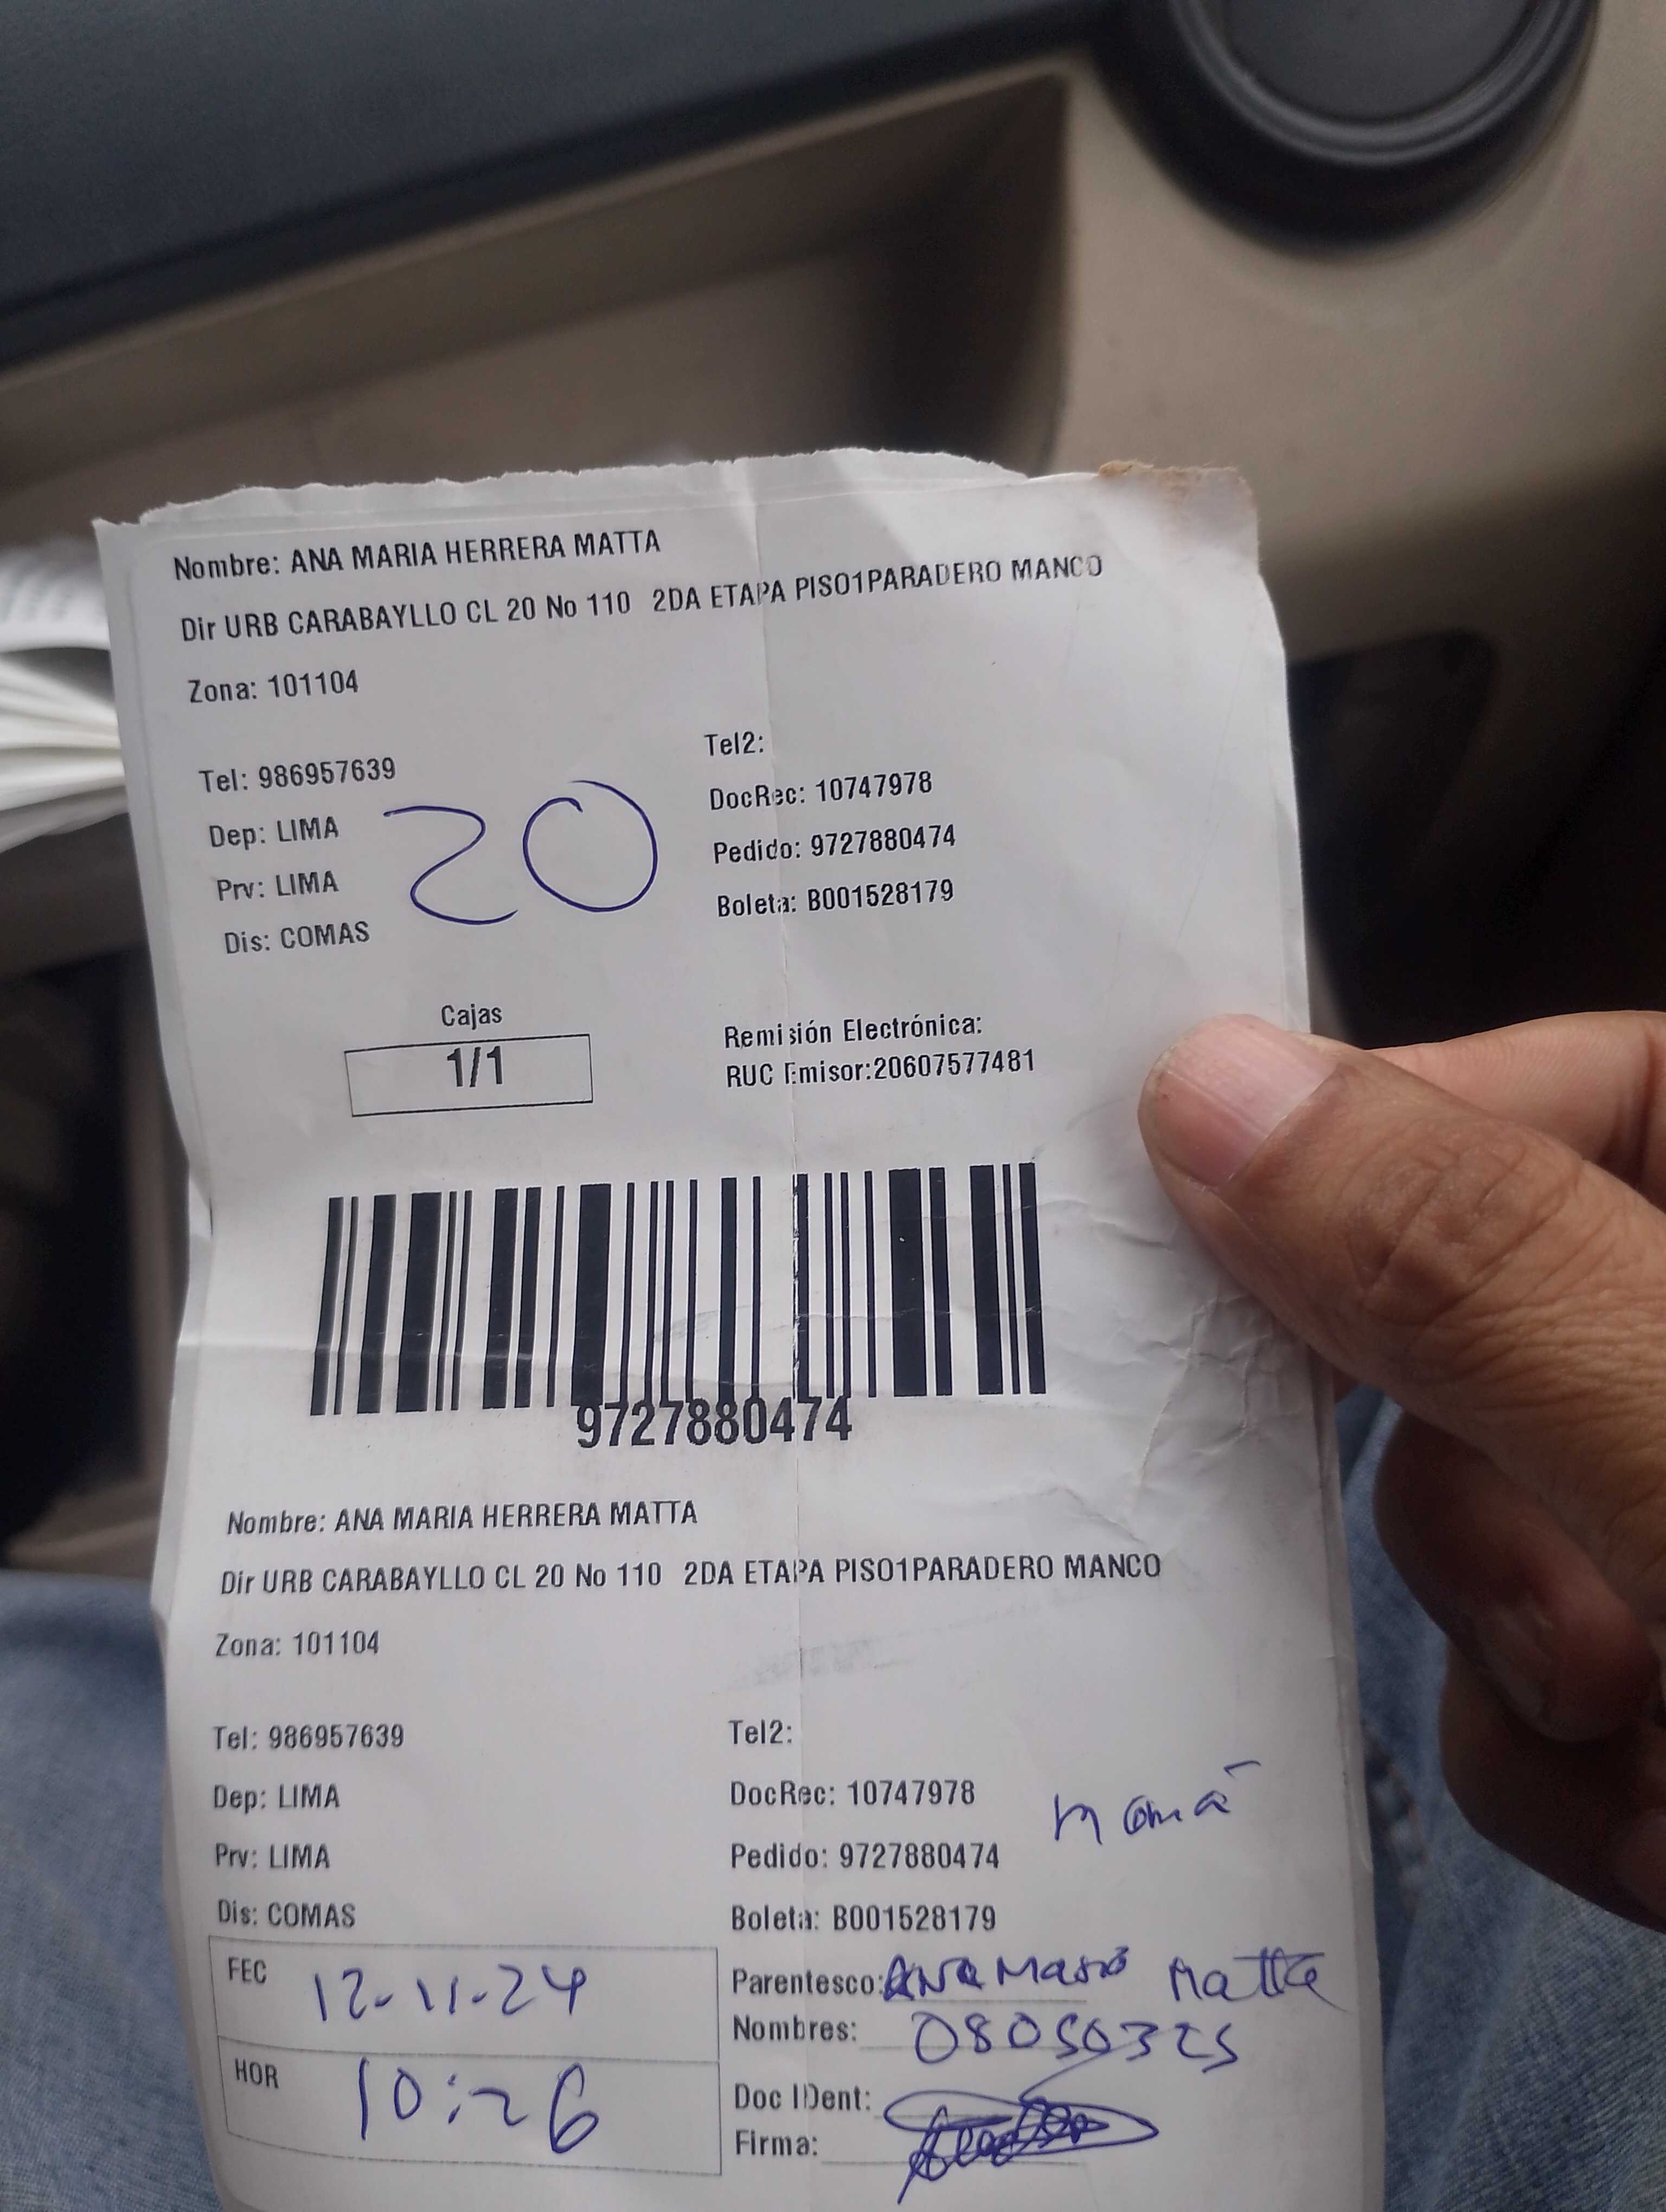 Nombre: ANA MARIA HERRERA MATTA
Dir URB CARABAYLLO CL 20 No 110 2DA ETAPA PISO1PARADERO MANCO
Zona: 101104
Tel: 986957639
Tel2:
Dep: LIMA
DocRec: 10747978
Prv: LIMA
Pedido: 9727880474
Dis: COMAS
Boleta: B001528179
20
Cajas
1/1
Remisión Electrónica:
RUC Emisor:20607577481
9727880474
Nombre: ANA MARIA HERRERA MATTA
Dir URB CARABAYLLO CL 20 No 110 2DA ETAPA PISO1PARADERO MANCO
Zona: 101104
Tel: 986957639
Tel2:
Dep: LIMA
DocRec: 10747978
mamá
Prv: LIMA
Pedido: 9727880474
Dis: COMAS
Boleta: B001528179
FEC 12-11-24
Parentesco: ANA Maria Matta
Nombres: 08050325
HOR 10:26
Doc IDent:
Firma: